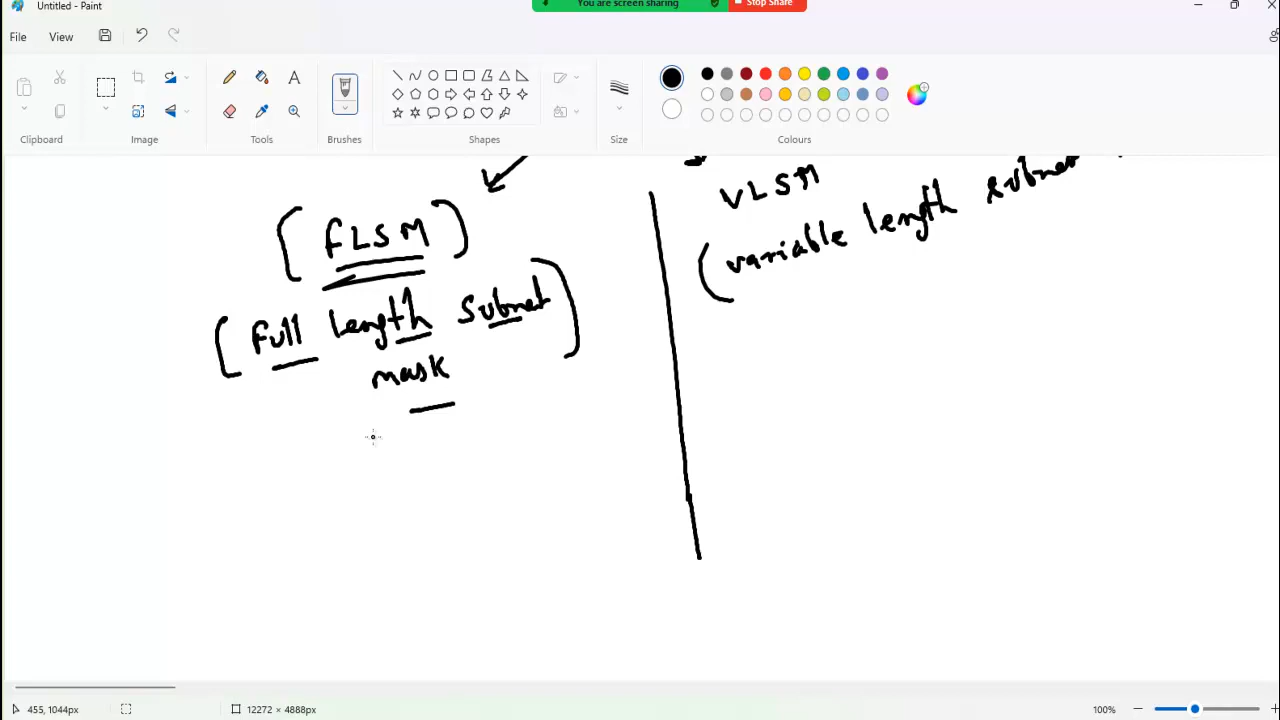 Untitled - Paint
You are screen sharing
Stop Share
File View
Clipboard
Image
Tools
Brushes
Shapes
Size
Colours
A
[ FLSM ]
( Full length subnet
mask
VLSM
( variable length subnet
455, 1044px
12272 × 4888px
100%